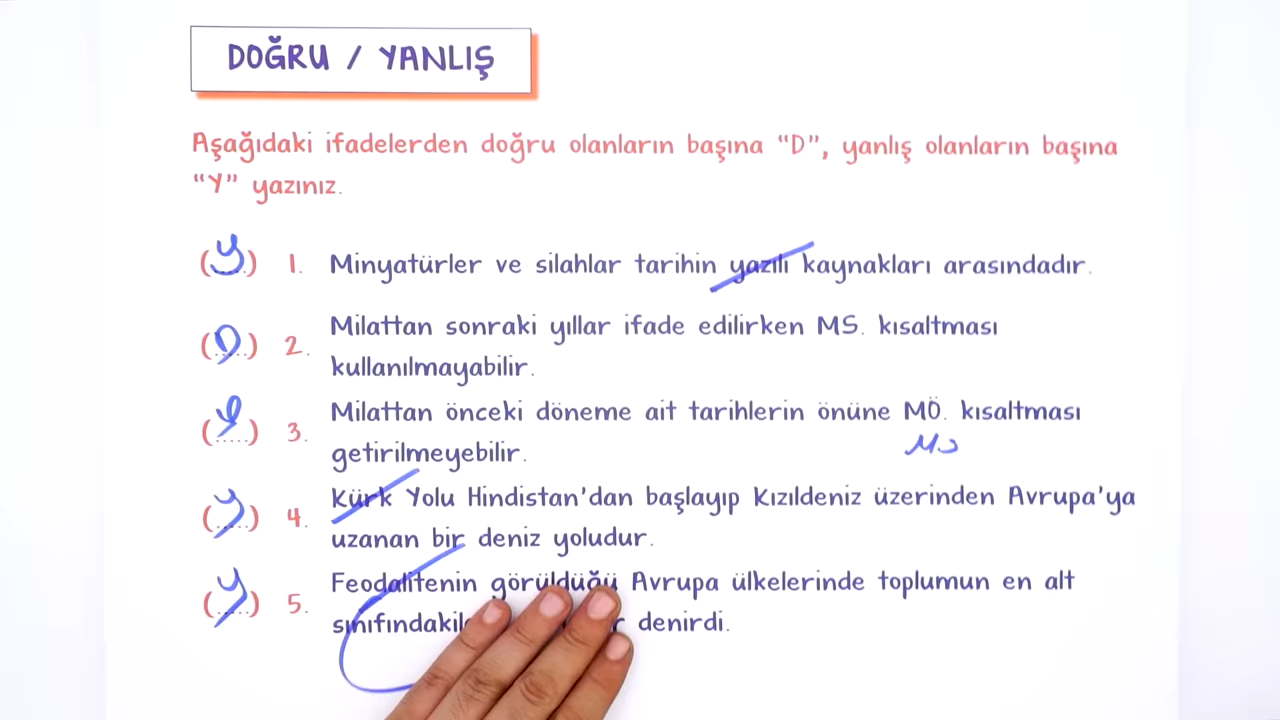 DOĞRU / YANLIŞ
Aşağıdaki ifadelerden doğru olanların başına "D", yanlış olanların başına
"Y" yazınız.
(Y) 1. Minyatürler ve silahlar tarihin yazılı kaynakları arasındadır.
(D) 2. Milattan sonraki yıllar ifade edilirken MS. kısaltması
kullanılmayabilir.
(Y) 3. Milattan önceki döneme ait tarihlerin önüne MÖ. kısaltması
getirilmeyebilir.
(Y) 4. Kürk Yolu Hindistan'dan başlayıp Kızıldeniz üzerinden Avrupa'ya
uzanan bir deniz yoludur.
(Y) 5. Feodalitenin görüldüğü Avrupa ülkelerinde toplumun en alt
denirdi.